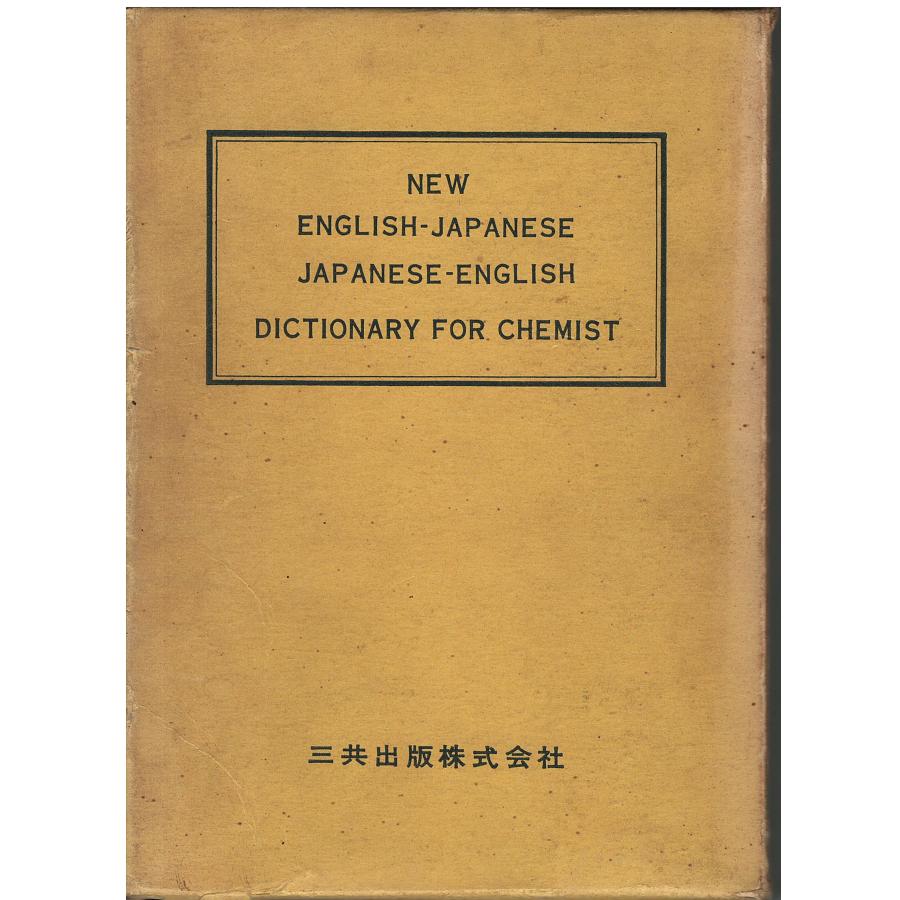 NEW
ENGLISH-JAPANESE
JAPANESE-ENGLISH
DICTIONARY FOR CHEMIST
三共出版株式会社